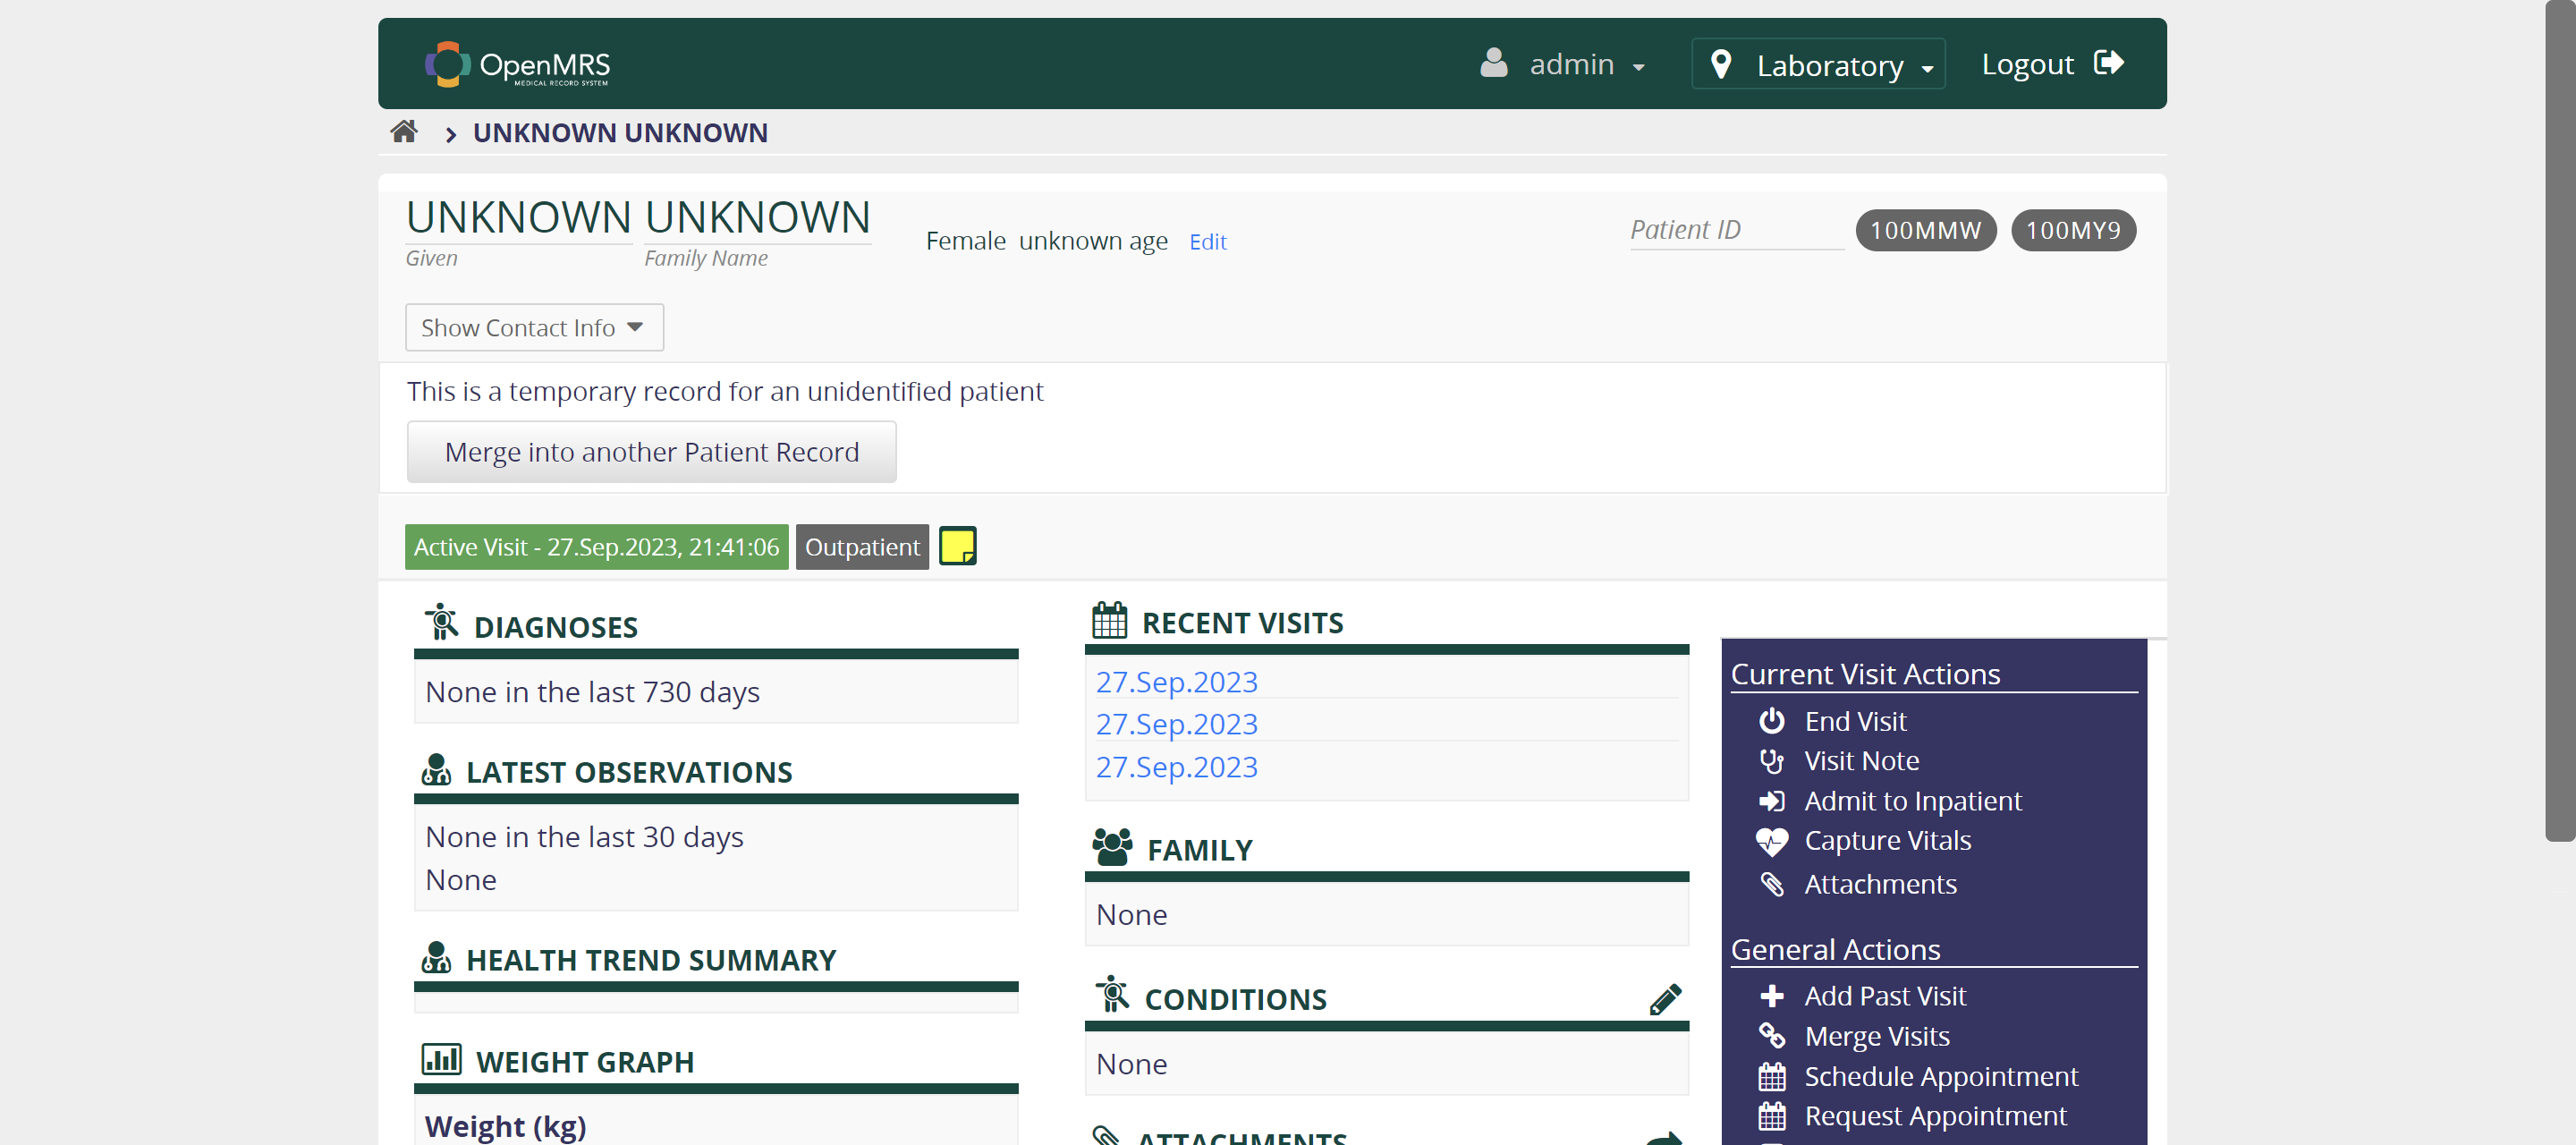 OpenMRS
MEDICAL RECORD SYSTEM
admin
Laboratory
Logout
UNKNOWN UNKNOWN
UNKNOWN UNKNOWN
Given Family Name
Female unknown age Edit
Patient ID 100MMW 100MY9
Show Contact Info
This is a temporary record for an unidentified patient
Merge into another Patient Record
Active Visit - 27.Sep.2023, 21:41:06 Outpatient
DIAGNOSES
None in the last 730 days
LATEST OBSERVATIONS
None in the last 30 days
None
HEALTH TREND SUMMARY
WEIGHT GRAPH
Weight (kg)
RECENT VISITS
27.Sep.2023
27.Sep.2023
27.Sep.2023
FAMILY
None
CONDITIONS
None
ATTACHMENTS
Current Visit Actions
End Visit
Visit Note
Admit to Inpatient
Capture Vitals
Attachments
General Actions
Add Past Visit
Merge Visits
Schedule Appointment
Request Appointment